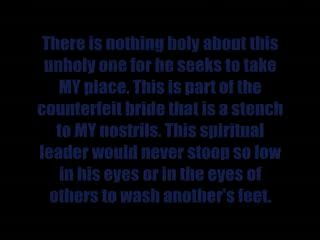 There is nothing holy about this
unholy one for he seeks to take
MY place. This is part of the
counterfeit bride that is a stench
to MY nostrils. This spiritual
leader would never stoop so low
in his eyes or in the eyes of
others to wash another's feet.